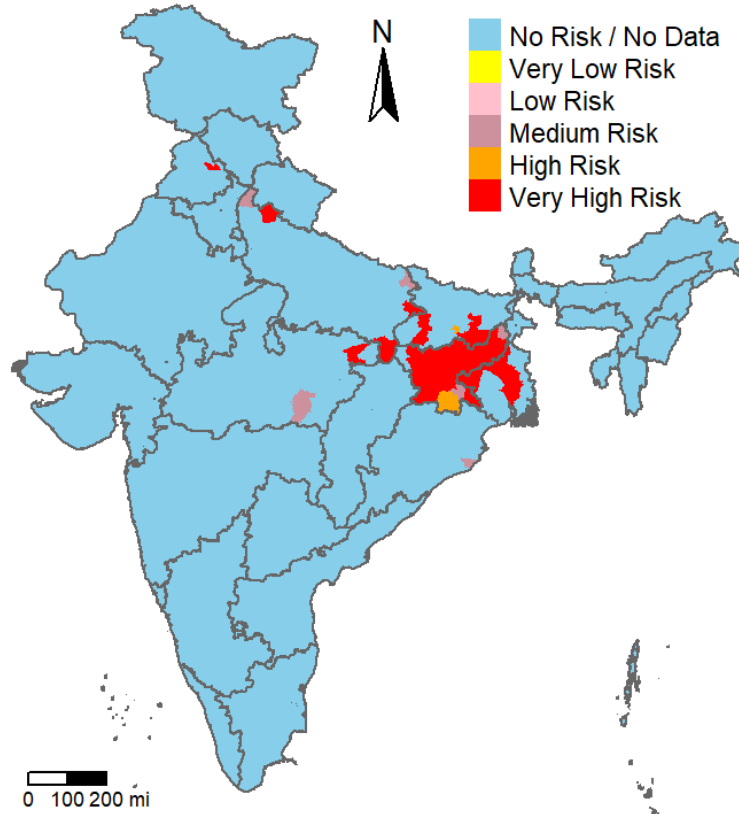 N
No Risk / No Data
Very Low Risk
Low Risk
Medium Risk
High Risk
Very High Risk
0 100 200 mi